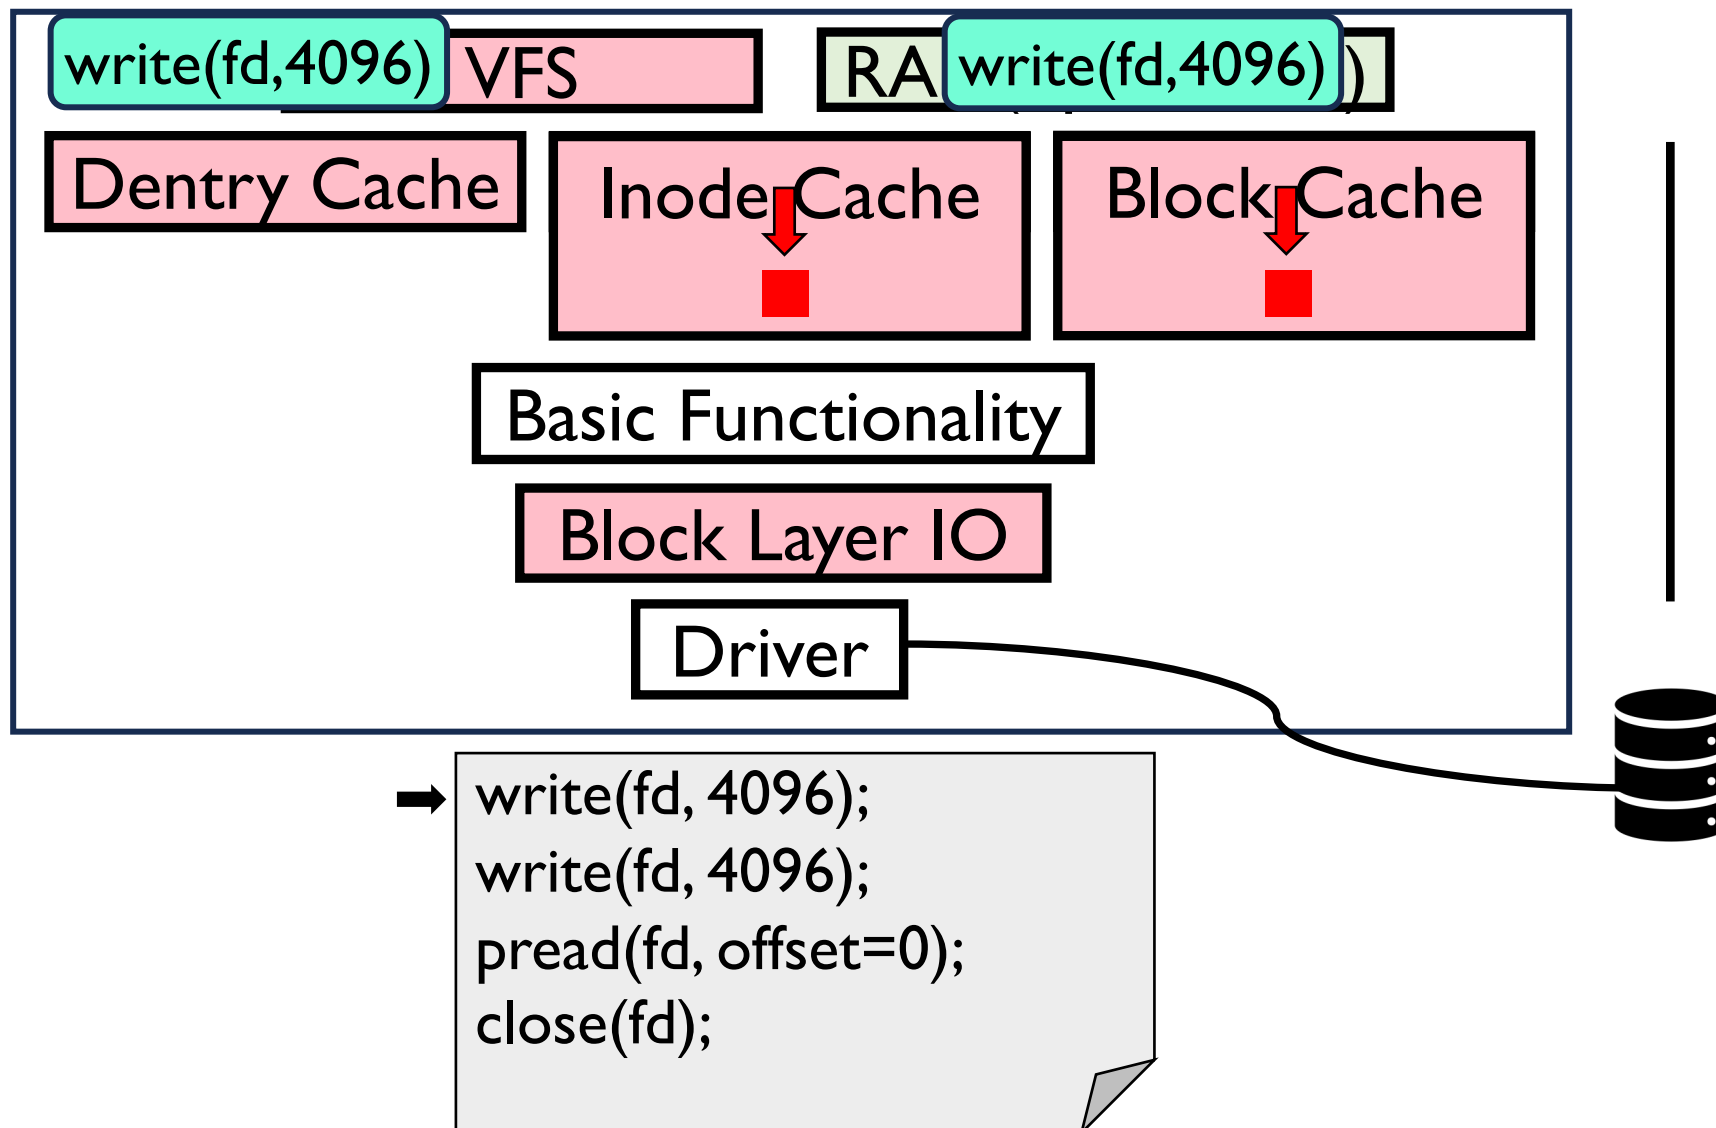 write(fd,4096) VFS RA write(fd,4096) )
Dentry Cache Inode Cache Block Cache
Basic Functionality
Block Layer IO
Driver
write(fd, 4096);
write(fd, 4096);
pread(fd, offset=0);
close(fd);